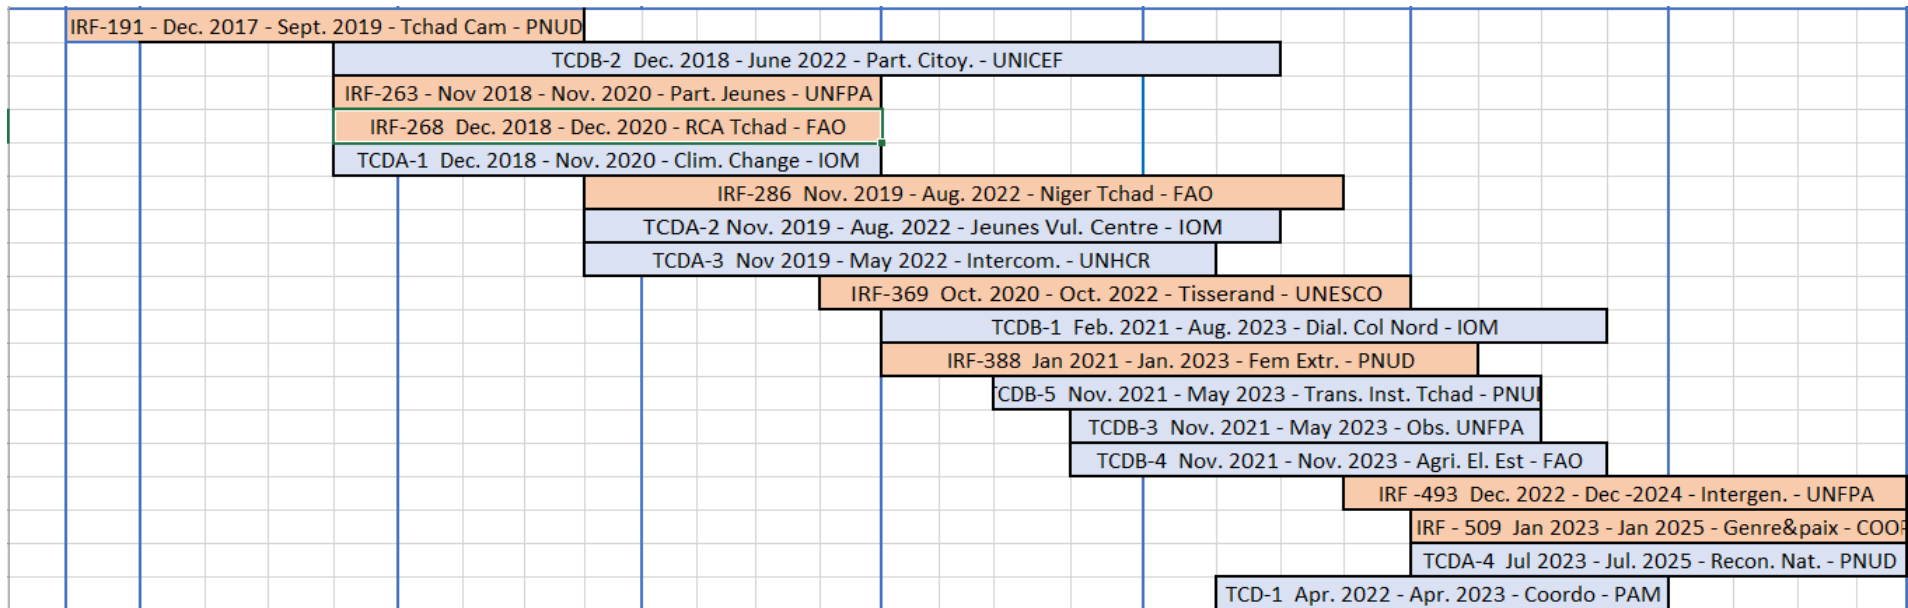 IRF-191 - Dec. 2017 - Sept. 2019 - Tchad Cam - PNUD
TCDB-2 Dec. 2018 - June 2022 - Part. Citoy. - UNICEF
IRF-263 - Nov 2018 - Nov. 2020 - Part. Jeunes - UNFPA
IRF-268 Dec. 2018 - Dec. 2020 - RCA Tchad - FAO
TCDA-1 Dec. 2018 - Nov. 2020 - Clim. Change - IOM
IRF-286 Nov. 2019 - Aug. 2022 - Niger Tchad - FAO
TCDA-2 Nov. 2019 - Aug. 2022 - Jeunes Vul. Centre - IOM
TCDA-3 Nov 2019 - May 2022 - Intercom. - UNHCR
IRF-369 Oct. 2020 - Oct. 2022 - Tisserand - UNESCO
TCDB-1 Feb. 2021 - Aug. 2023 - Dial. Col Nord - IOM
IRF-388 Jan 2021 - Jan. 2023 - Fem Extr. - PNUD
CDB-5 Nov. 2021 - May 2023 - Trans. Inst. Tchad - PNU
TCDB-3 Nov. 2021 - May 2023 - Obs. UNFPA
TCDB-4 Nov. 2021 - Nov. 2023 - Agri. El. Est - FAO
IRF -493 Dec. 2022 - Dec -2024 - Intergen. - UNFPA
IRF - 509 Jan 2023 - Jan 2025 - Genre&paix - COO
TCDA-4 Jul 2023 - Jul. 2025 - Recon. Nat. - PNUD
TCD-1 Apr. 2022 - Apr. 2023 - Coordo - PAM